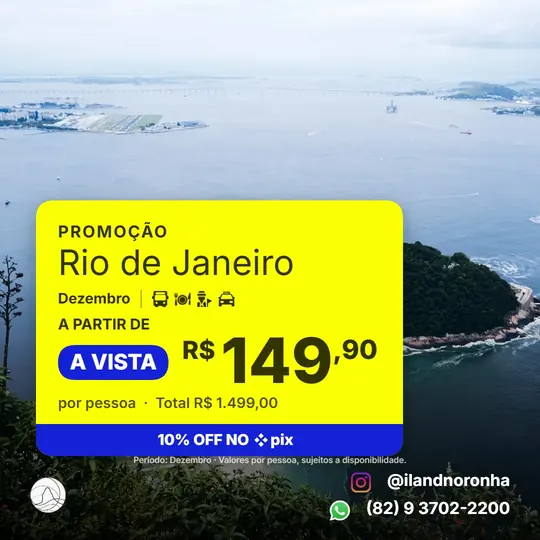 PROMOÇÃO
Rio de Janeiro
Dezembro
A PARTIR DE
A VISTA R$ 149,90
por pessoa · Total R$ 1.499,00
10% OFF NO pix
Período: Dezembro · Valores por pessoa, sujeitos a disponibilidade.
@ilandnoronha
(82) 9 3702-2200